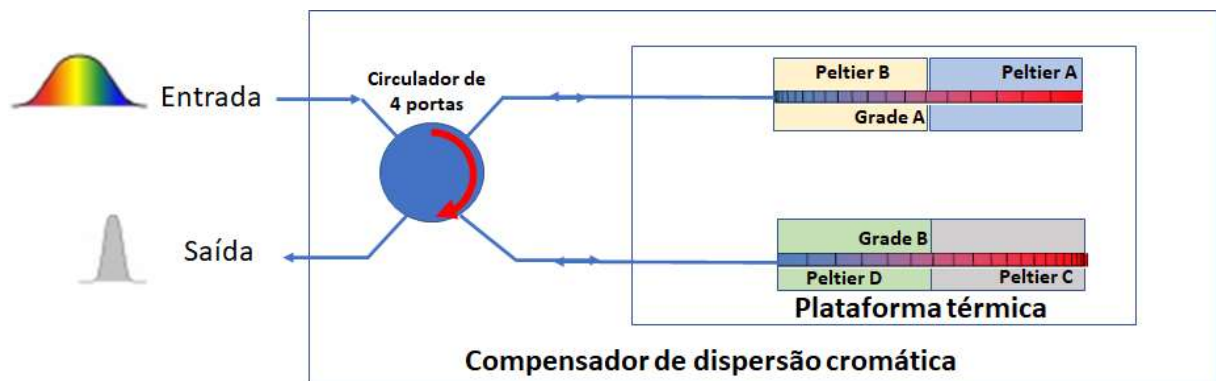 Entrada
Circulador de
4 portas
Peltier B
Peltier A
Grade A
Saída
Grade B
Peltier D
Peltier C
Plataforma térmica
Compensador de dispersão cromática